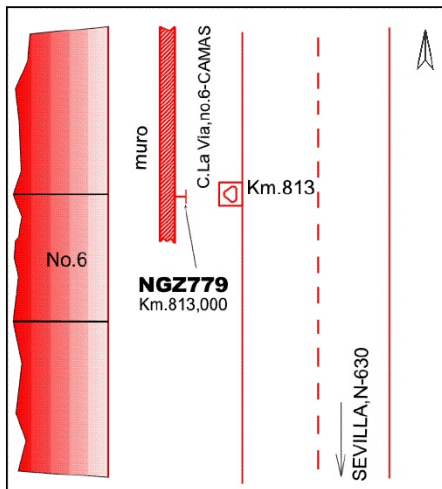 muro
C.La Via,no.6-CAMAS
Km.813
No.6
NGZ779
Km.813,000
SEVILLA,N-630